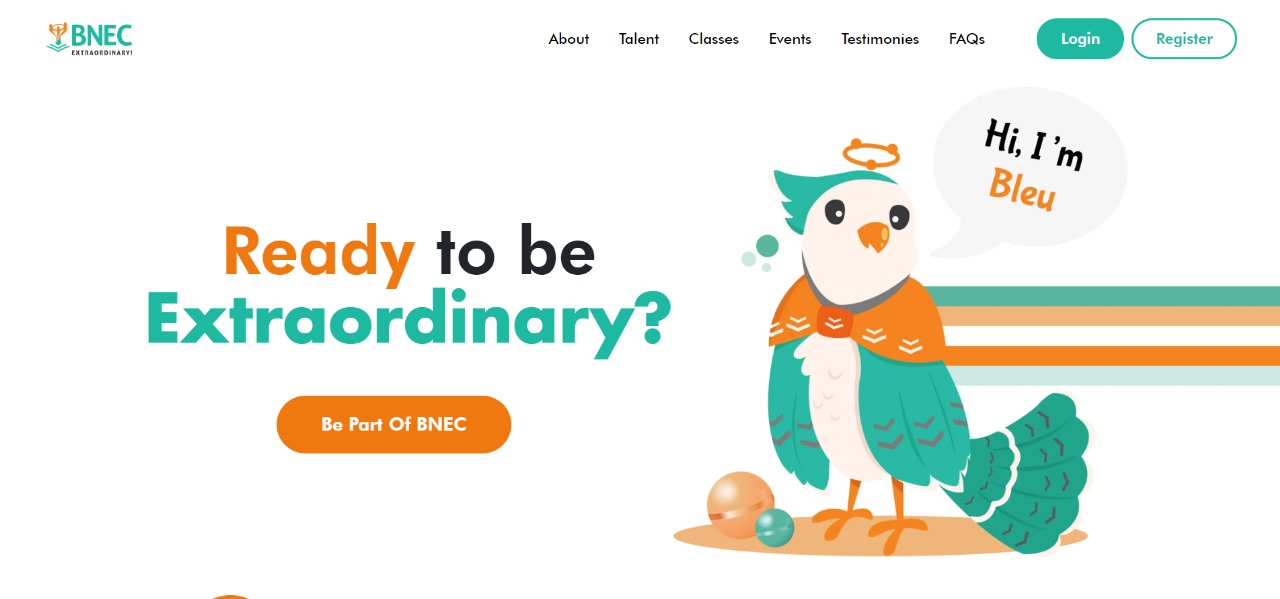 BNEC
EXTRAORDINARY!
About Talent Classes Events Testimonies FAQs Login Register
Hi, I'm
Bleu
Ready to be
Extraordinary?
Be Part Of BNEC